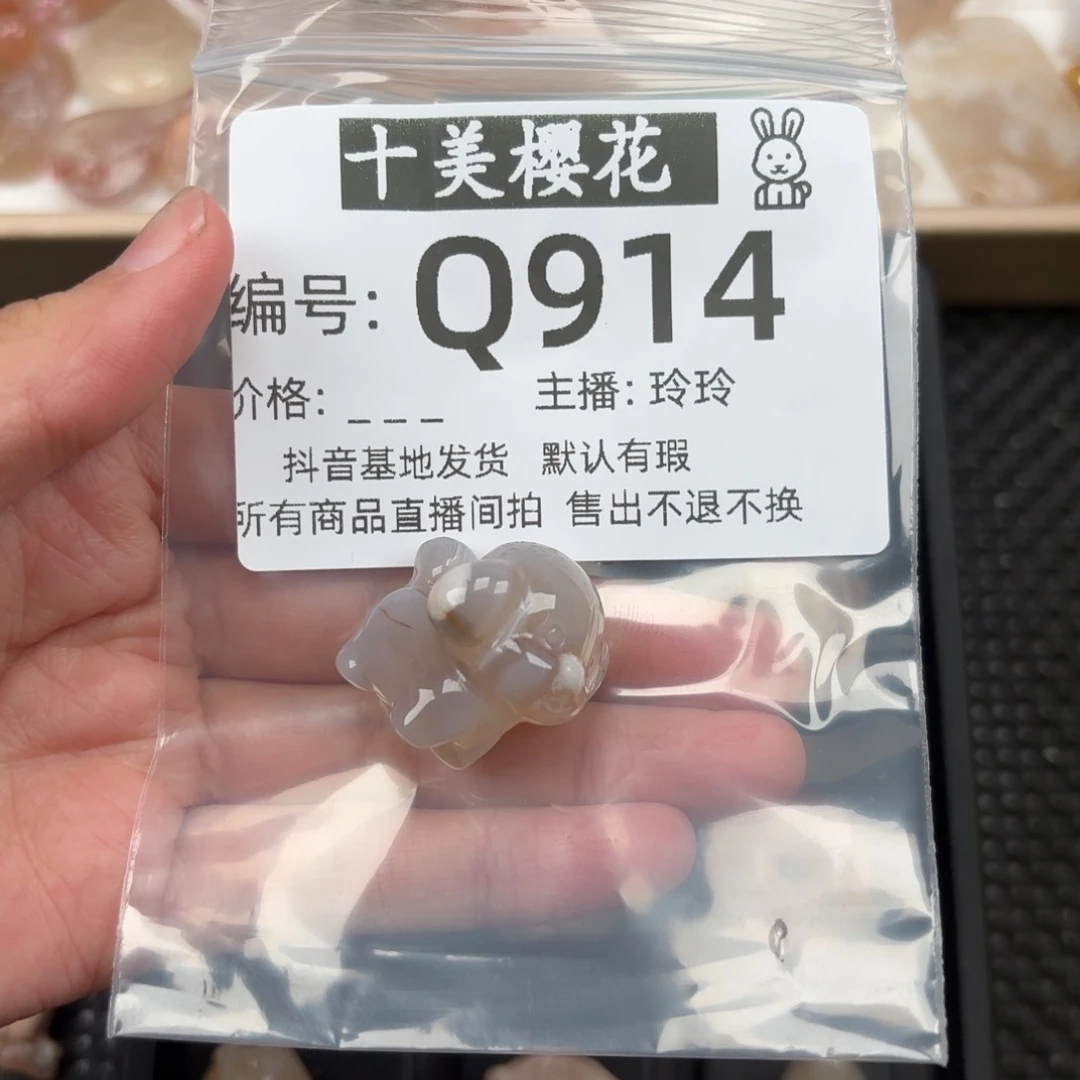 十美樱花
编号：Q914
价格：_ _ _ 主播：玲玲
抖音基地发货 默认有瑕
所有商品直播间拍 售出不退不换